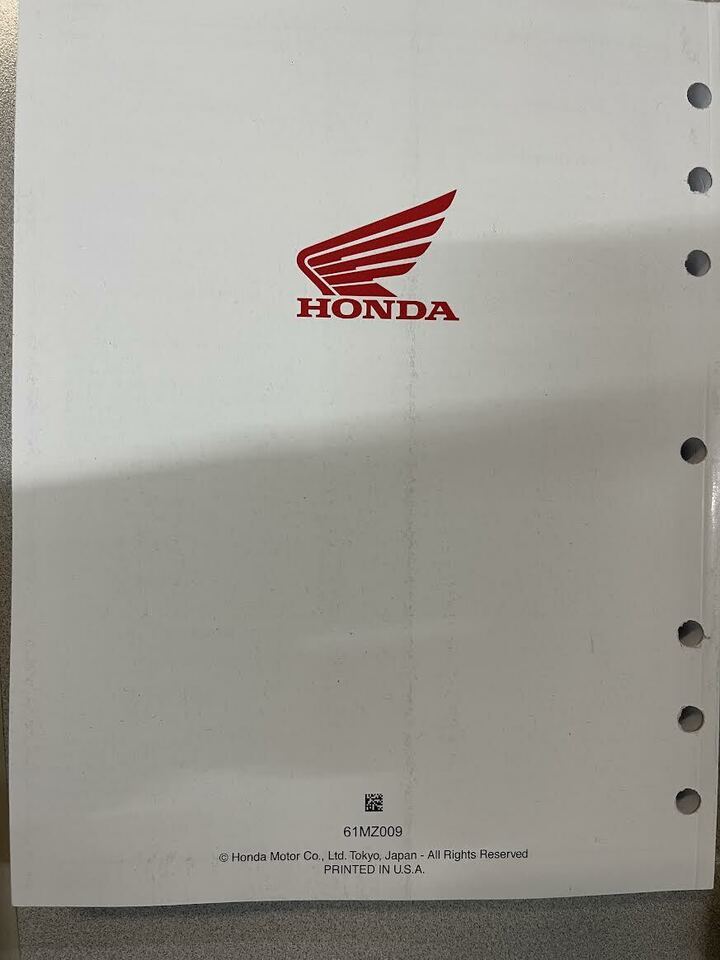 HONDA
61MZ009
© Honda Motor Co., Ltd. Tokyo, Japan - All Rights Reserved
PRINTED IN U.S.A.